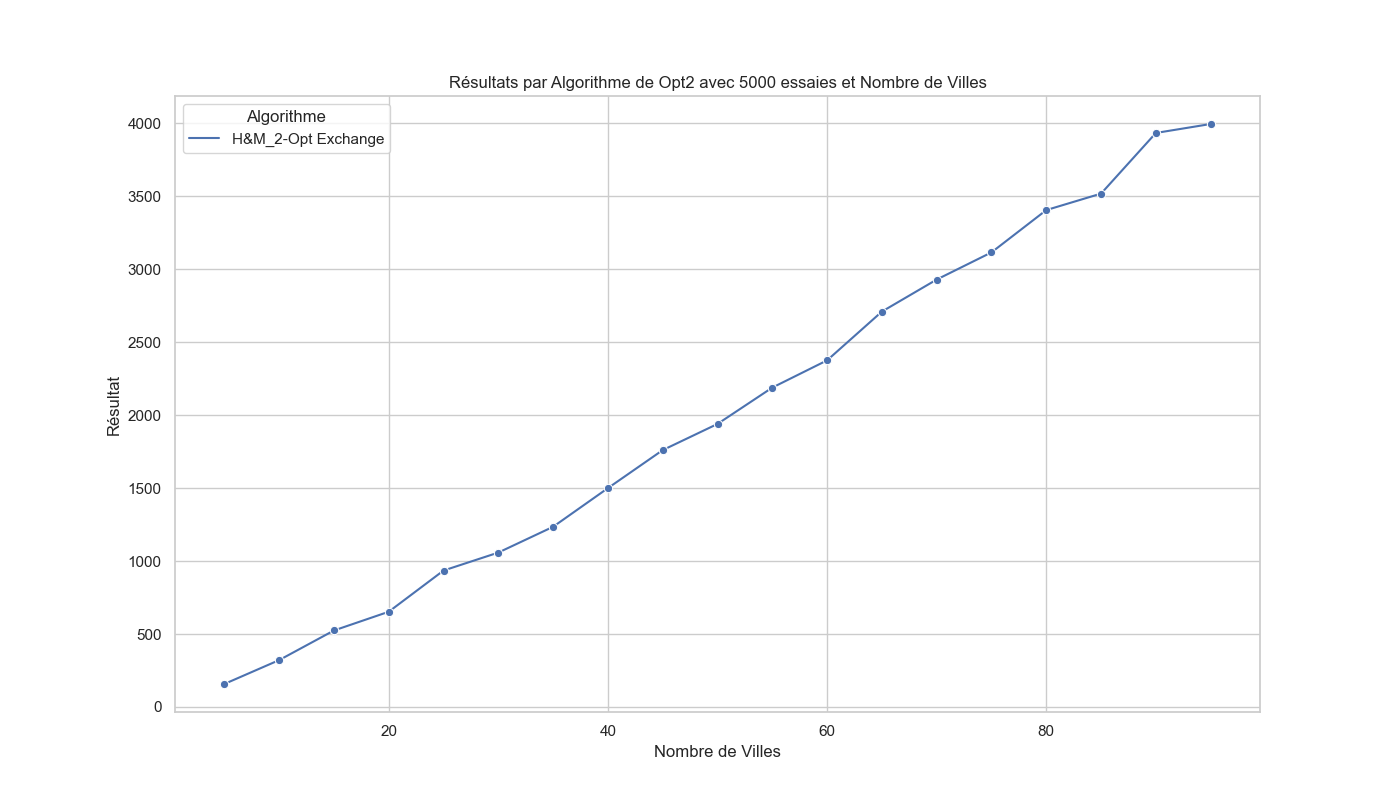 Résultats par Algorithme de Opt2 avec 5000 essaies et Nombre de Villes
Algorithme
H&M_2-Opt Exchange
4000
3500
3000
2500
2000
1500
1000
500
0
Résultat
20 40 60 80
Nombre de Villes